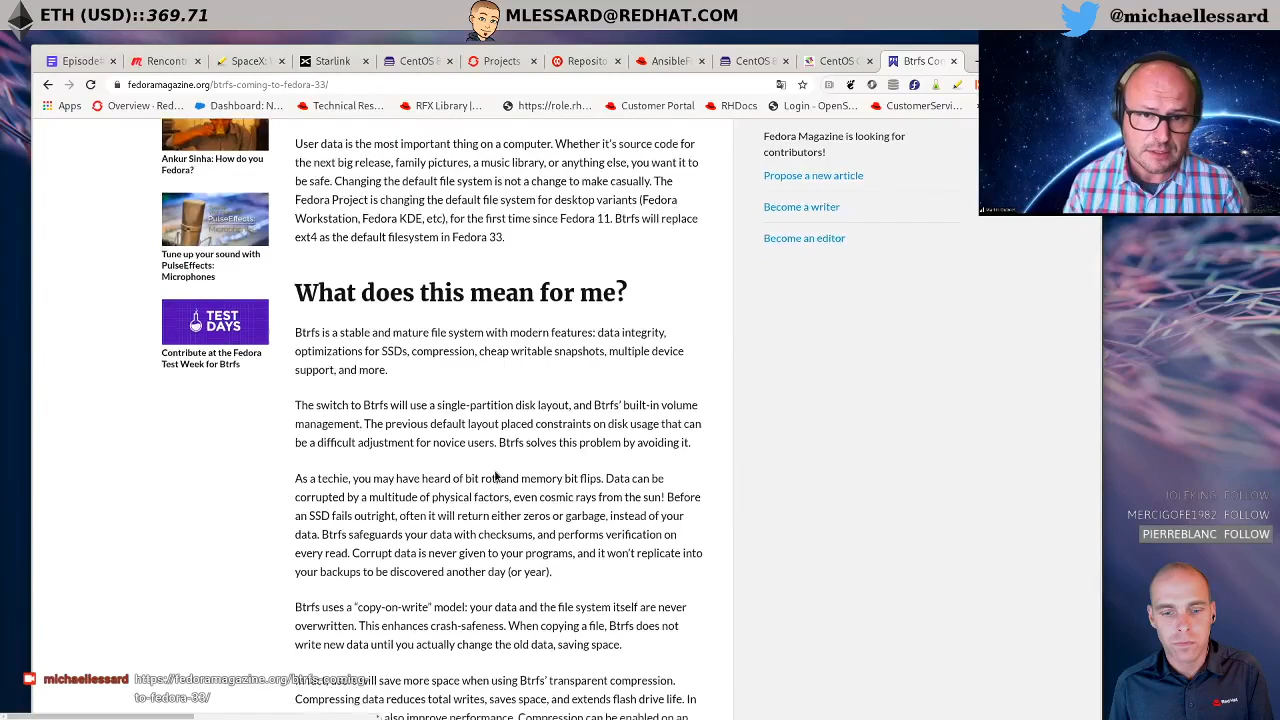 ETH (USD)::369.71
MLESSARD@REDHAT.COM
@michaellessard
Episode
Rencont
SpaceX:
Starlink
CentOS 8
Projects
Reposito
AnsibleF
CentOS 8
CentOS C
Btrfs Con
fedoramagazine.org/btrfs-coming-to-fedora-33/
Apps
Overview · Red...
Dashboard: N...
Technical Res...
RFX Library |...
https://role.rh...
Customer Portal
RHDocs
Login - OpenS...
CustomerServi...
Ankur Sinha: How do you
Fedora?
PulseEffects:
Microphones
Tune up your sound with
PulseEffects:
Microphones
TEST
DAYS
Contribute at the Fedora
Test Week for Btrfs
User data is the most important thing on a computer. Whether it's source code for
the next big release, family pictures, a music library, or anything else, you want it to
be safe. Changing the default file system is not a change to make casually. The
Fedora Project is changing the default file system for desktop variants (Fedora
Workstation, Fedora KDE, etc), for the first time since Fedora 11. Btrfs will replace
ext4 as the default filesystem in Fedora 33.
What does this mean for me?
Btrfs is a stable and mature file system with modern features: data integrity,
optimizations for SSDs, compression, cheap writable snapshots, multiple device
support, and more.
The switch to Btrfs will use a single-partition disk layout, and Btrfs' built-in volume
management. The previous default layout placed constraints on disk usage that can
be a difficult adjustment for novice users. Btrfs solves this problem by avoiding it.
As a techie, you may have heard of bit rot and memory bit flips. Data can be
corrupted by a multitude of physical factors, even cosmic rays from the sun! Before
an SSD fails outright, often it will return either zeros or garbage, instead of your
data. Btrfs safeguards your data with checksums, and performs verification on
every read. Corrupt data is never given to your programs, and it won't replicate into
your backups to be discovered another day (or year).
Btrfs uses a "copy-on-write" model: your data and the file system itself are never
overwritten. This enhances crash-safeness. When copying a file, Btrfs does not
write new data until you actually change the old data, saving space.
will save more space when using Btrfs' transparent compression.
Compressing data reduces total writes, saves space, and extends flash drive life. In
also improve performance. Compression can be enabled on an
Fedora Magazine is looking for
contributors!
Propose a new article
Become a writer
Become an editor
FOLLOW
MERCIGOFE1982 FOLLOW
PIERREBLANC FOLLOW
Red Hat
michaellessard https://fedoramagazine.org/btrfs-coming-
to-fedora-33/